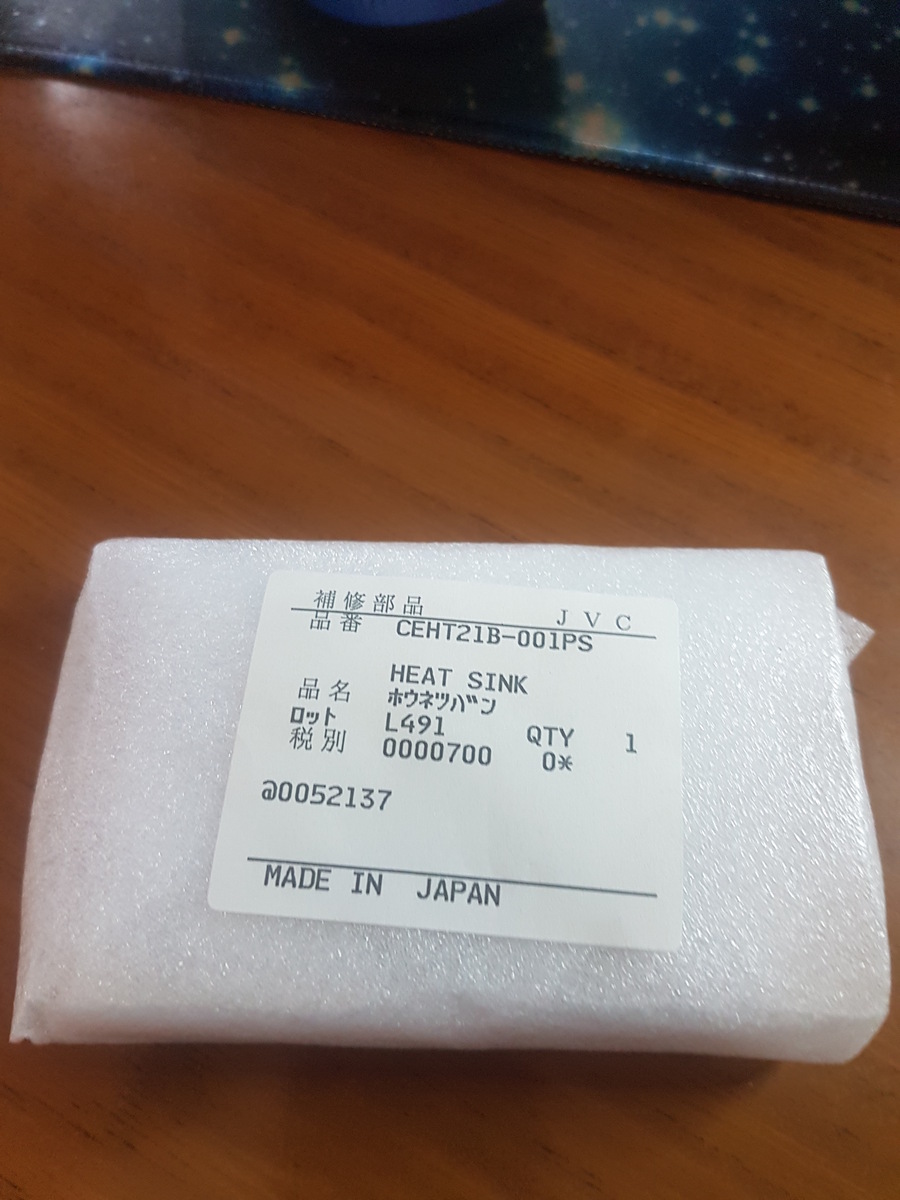 補修部品 JVC
品番 CEHT21B-001PS
HEAT SINK
品名 ホウネツバン
ロット L491 QTY 1
税別 0000700 0*
@0052137
MADE IN JAPAN